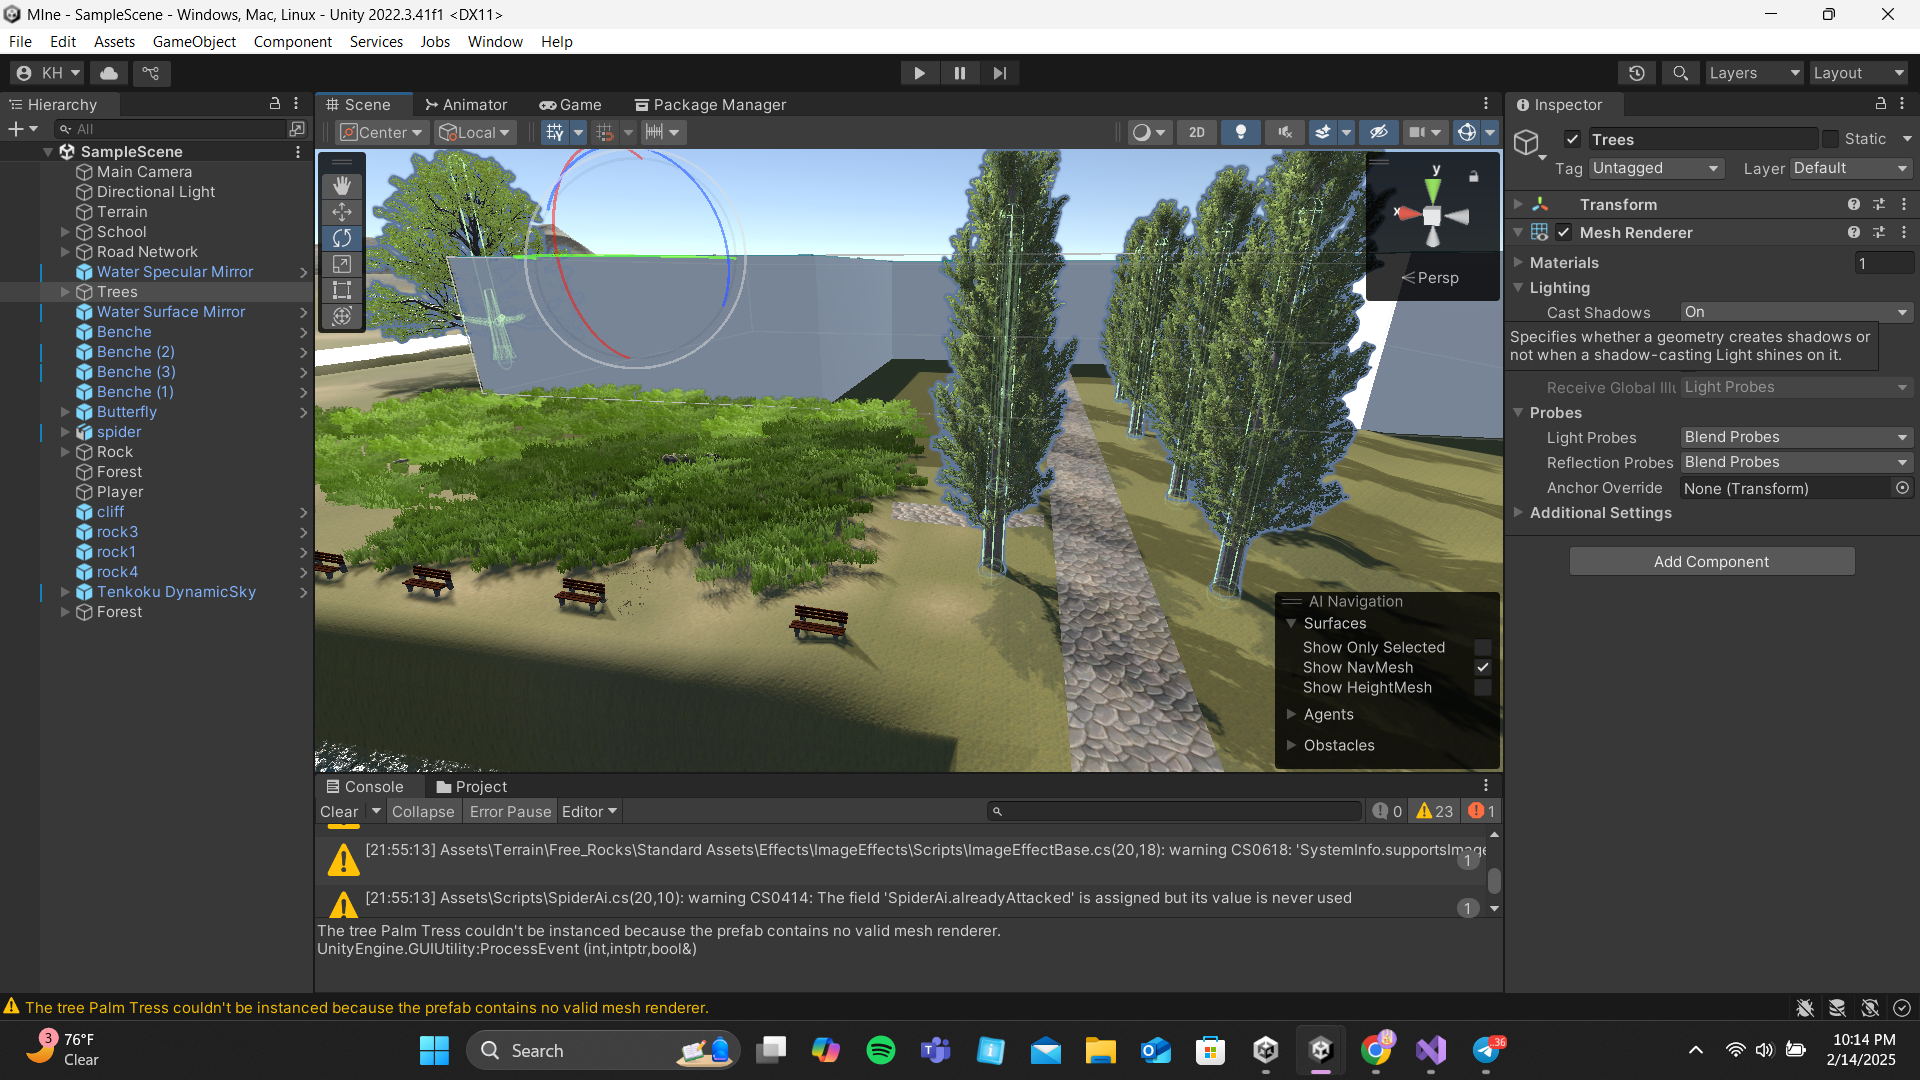 MIne - SampleScene - Windows, Mac, Linux - Unity 2022.3.41f1 <DX11>
File Edit Assets GameObject Component Services Jobs Window Help
KH
Layers
Layout
Hierarchy
All
SampleScene
Main Camera
Directional Light
Terrain
School
Road Network
Water Specular Mirror
Trees
Water Surface Mirror
Benche
Benche (2)
Benche (3)
Benche (1)
Butterfly
spider
Rock
Forest
Player
cliff
rock3
rock1
rock4
Tenkoku DynamicSky
Forest
Scene Animator Game Package Manager
Center Local 2D
y
x
Persp
AI Navigation
Surfaces
Show Only Selected
Show NavMesh
Show HeightMesh
Agents
Obstacles
Inspector
Trees Static
Tag Untagged Layer Default
Transform
Mesh Renderer
Materials 1
Lighting
Cast Shadows On
Specifies whether a geometry creates shadows or
not when a shadow-casting Light shines on it.
Receive Global Illu Light Probes
Probes
Light Probes Blend Probes
Reflection Probes Blend Probes
Anchor Override None (Transform)
Additional Settings
Add Component
Console Project
Clear Collapse Error Pause Editor 0 23 1
[21:55:13] Assets\Terrain\Free_Rocks\Standard Assets\Effects\ImageEffects\Scripts\ImageEffectBase.cs(20,18): warning CS0618: 'SystemInfo.supportsImage
1
[21:55:13] Assets\Scripts\SpiderAi.cs(20,10): warning CS0414: The field 'SpiderAi.alreadyAttacked' is assigned but its value is never used
1
The tree Palm Tress couldn't be instanced because the prefab contains no valid mesh renderer.
UnityEngine.GUIUtility:ProcessEvent (int,intptr,bool&)
The tree Palm Tress couldn't be instanced because the prefab contains no valid mesh renderer.
3
76°F
Clear
Search
36
10:14 PM
2/14/2025